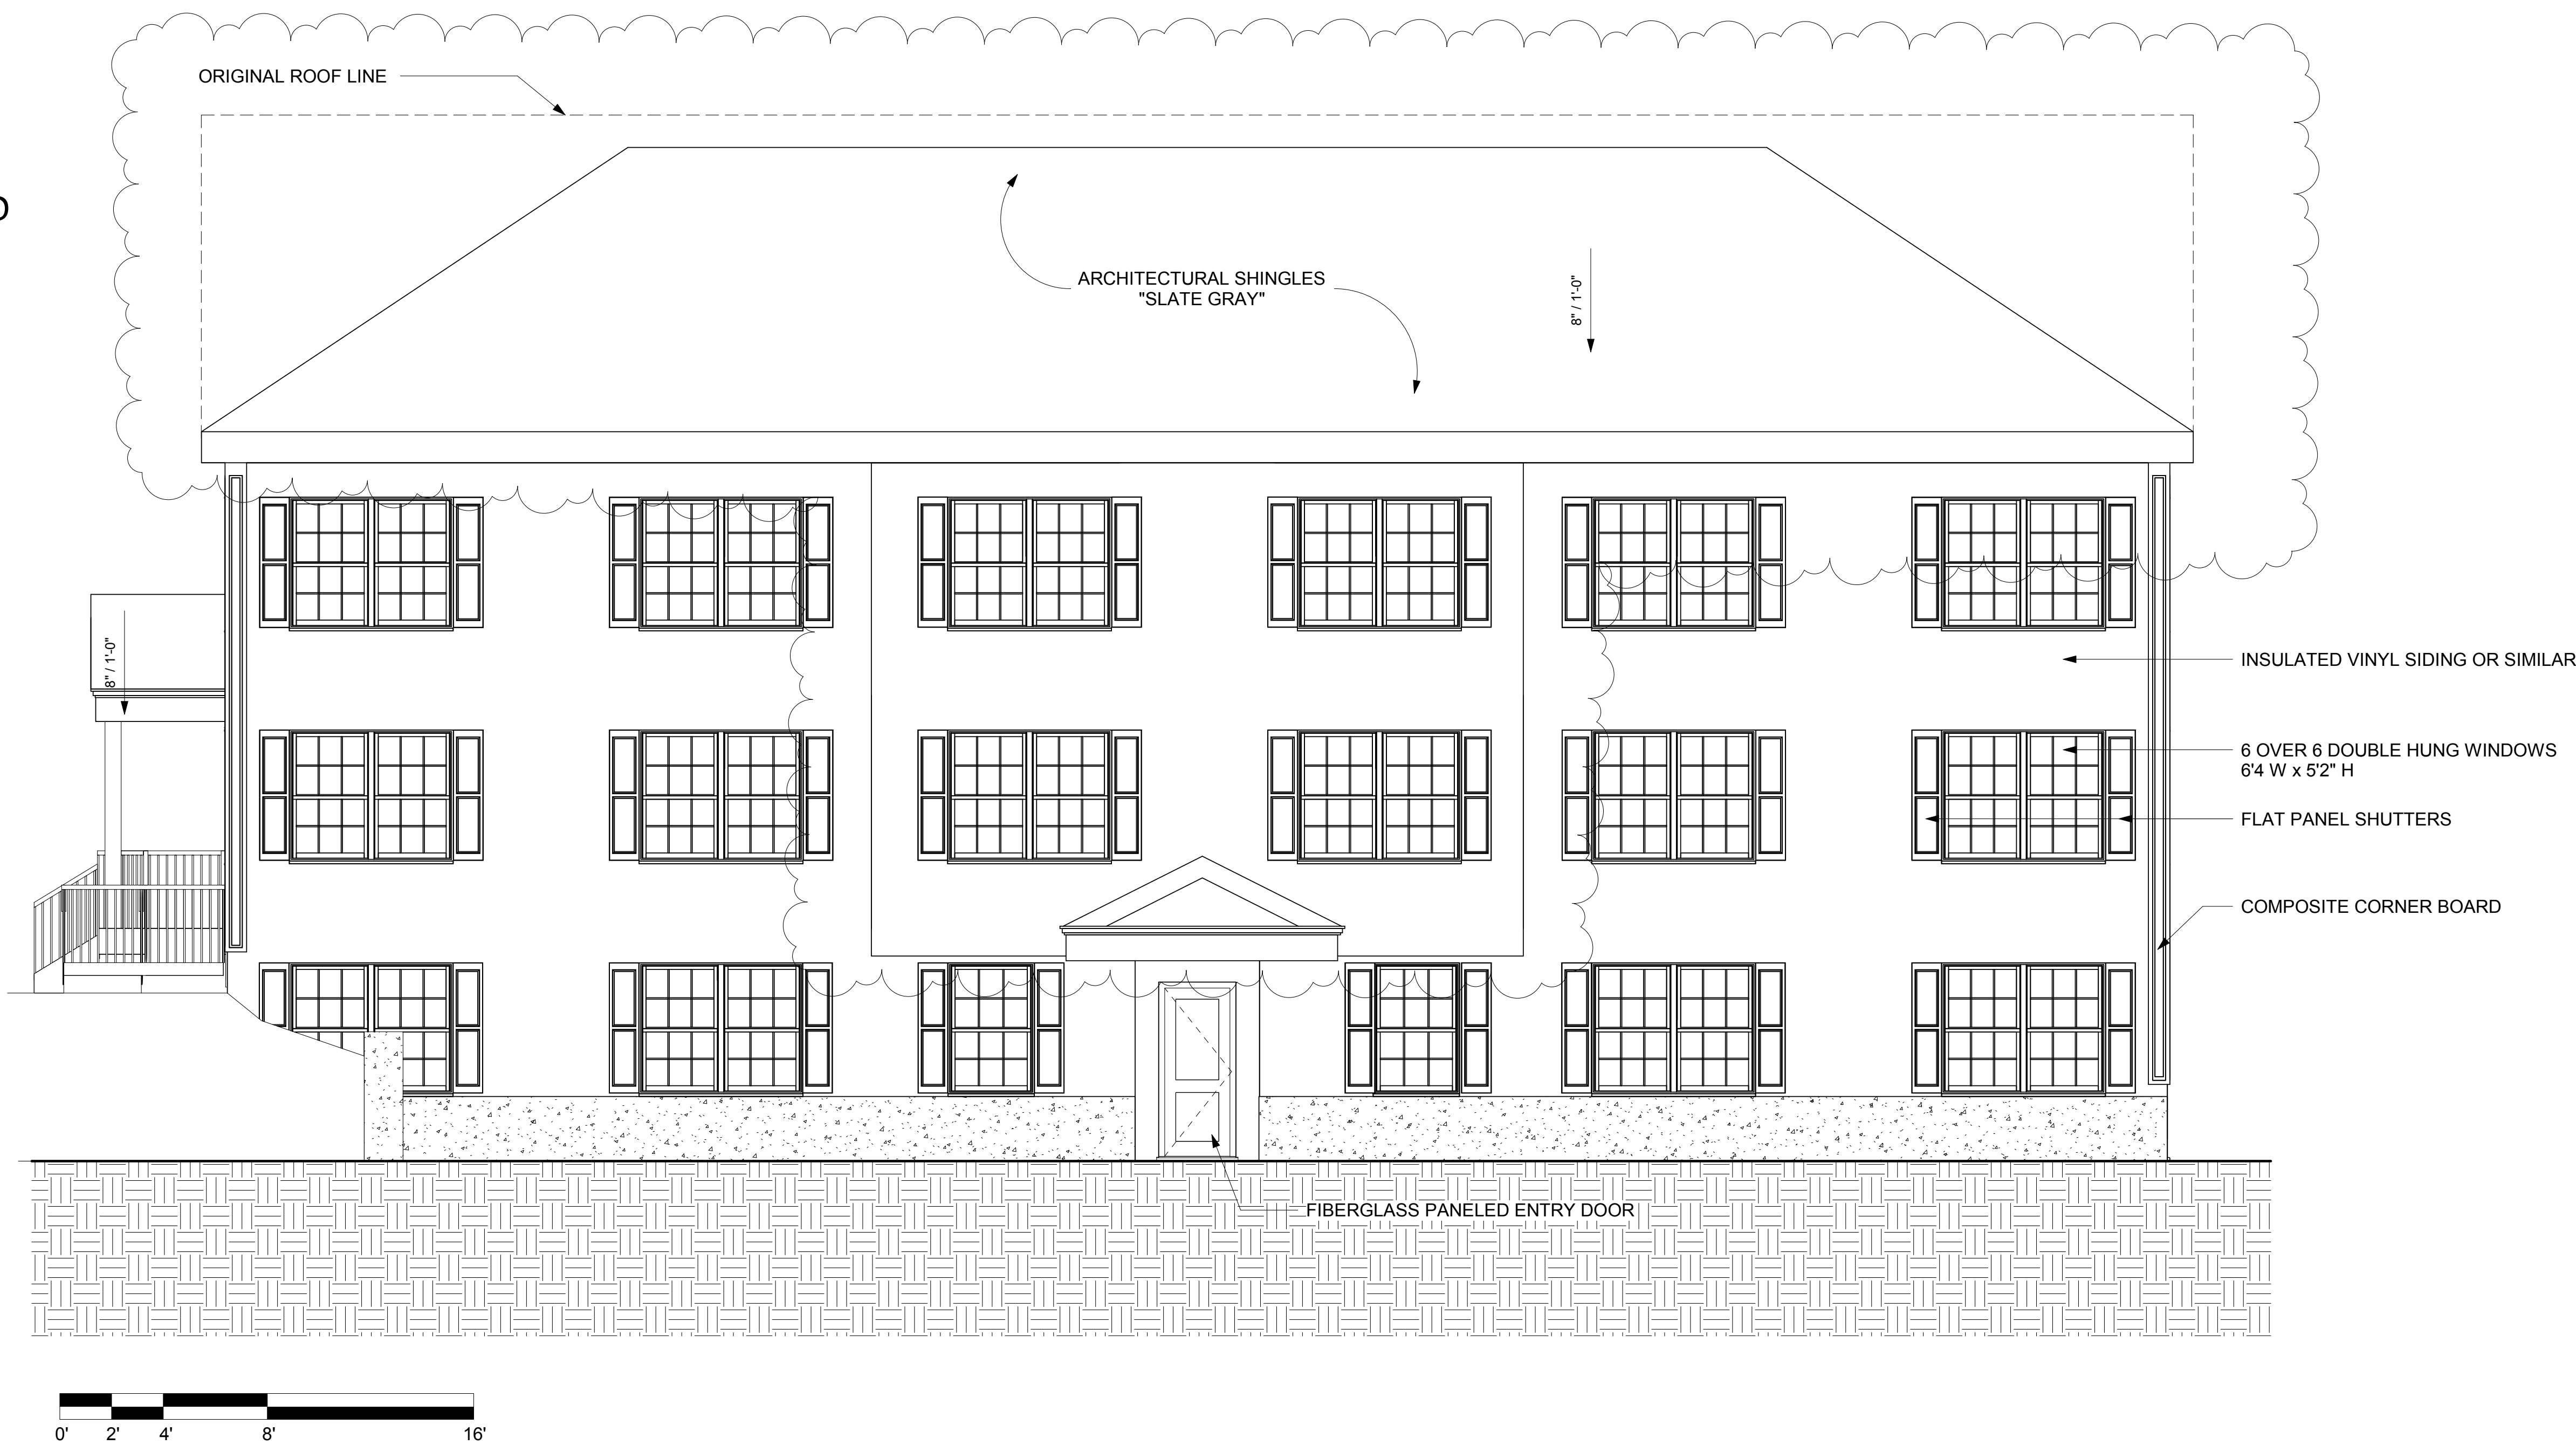 ORIGINAL ROOF LINE
ARCHITECTURAL SHINGLES
"SLATE GRAY"
8" / 1'-0"
8" / 1'-0"
INSULATED VINYL SIDING OR SIMILAR
6 OVER 6 DOUBLE HUNG WINDOWS
6'4 W x 5'2" H
FLAT PANEL SHUTTERS
COMPOSITE CORNER BOARD
FIBERGLASS PANELED ENTRY DOOR
0' 2' 4' 8' 16'